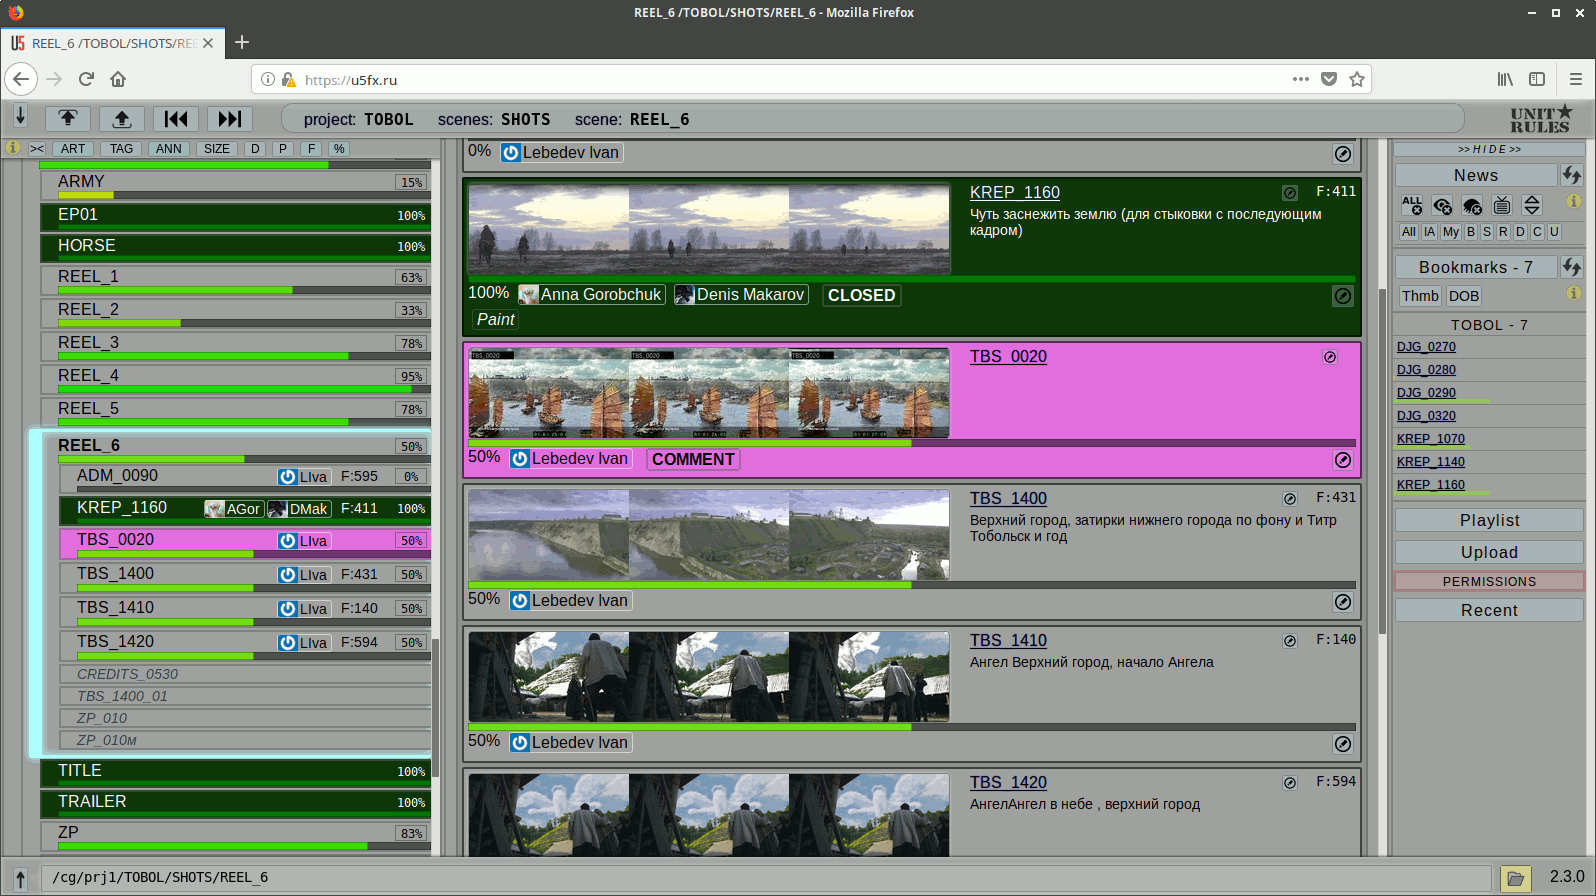 REEL_6 /TOBOL/SHOTS/REEL_6 - Mozilla Firefox
U5 REEL_6 /TOBOL/SHOTS/REE
https://u5fx.ru
project: TOBOL scenes: SHOTS scene: REEL_6
UNIT RULES
>< ART TAG ANN SIZE D P F %
ARMY 15%
EP01 100%
HORSE 100%
REEL_1 63%
REEL_2 33%
REEL_3 78%
REEL_4 95%
REEL_5 78%
REEL_6 50%
ADM_0090 LIva F:595 0%
KREP_1160 AGor DMak F:411 100%
TBS_0020 LIva 50%
TBS_1400 LIva F:431 50%
TBS_1410 LIva F:140 50%
TBS_1420 LIva F:594 50%
CREDITS_0530
TBS_1400_01
ZP_010
ZP_010м
TITLE 100%
TRAILER 100%
ZP 83%
0% Lebedev Ivan
KREP_1160 F:411
Чуть заснежить землю (для стыковки с последующим
кадром)
100% Anna Gorobchuk Denis Makarov CLOSED
Paint
TBS_0020 TBS_0020 TBS_0020
TBS_0020
50% Lebedev Ivan COMMENT
TBS_1400 F:431
Верхний город, затирки нижнего города по фону и Титр
Тобольск и год
50% Lebedev Ivan
TBS_1410 F:140
Ангел Верхний город, начало Ангела
50% Lebedev Ivan
TBS_1420 F:594
АнгелАнгел в небе , верхний город
>> H I D E >>
News
ALL
All IA My B S R D C U
Bookmarks - 7
Thmb DOB
TOBOL - 7
DJG_0270
DJG_0280
DJG_0290
DJG_0320
KREP_1070
KREP_1140
KREP_1160
Playlist
Upload
PERMISSIONS
Recent
/cg/prj1/TOBOL/SHOTS/REEL_6
2.3.0